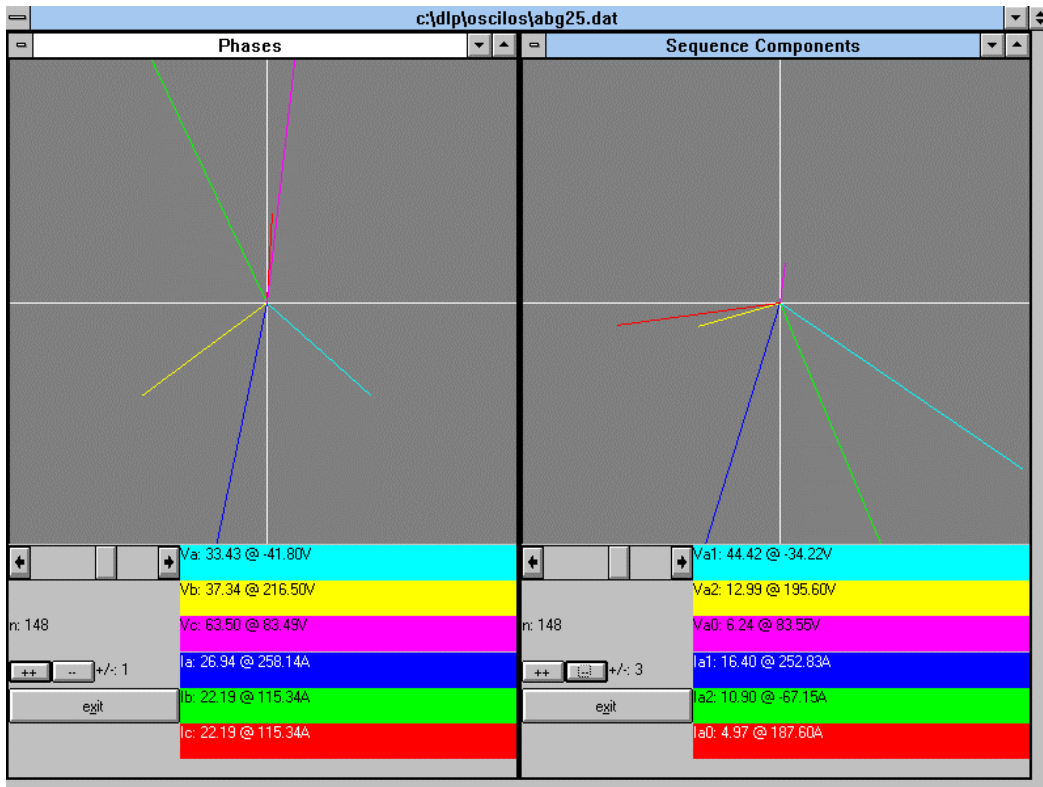 c:\dlp\oscilos\abg25.dat
Phases
Va: 33.43 @ -41.80V
Vb: 37.34 @ 216.50V
n: 148
Vc: 63.50 @ 83.49V
++ -- +/-: 1
Ia: 26.94 @ 258.14A
exit
Ib: 22.19 @ 115.34A
Ic: 22.19 @ 115.34A
Sequence Components
Va1: 44.42 @ -34.22V
Va2: 12.99 @ 195.60V
n: 148
Va0: 6.24 @ 83.55V
++ -- +/-: 3
Ia1: 16.40 @ 252.83A
exit
Ia2: 10.90 @ -67.15A
Ia0: 4.97 @ 187.60A